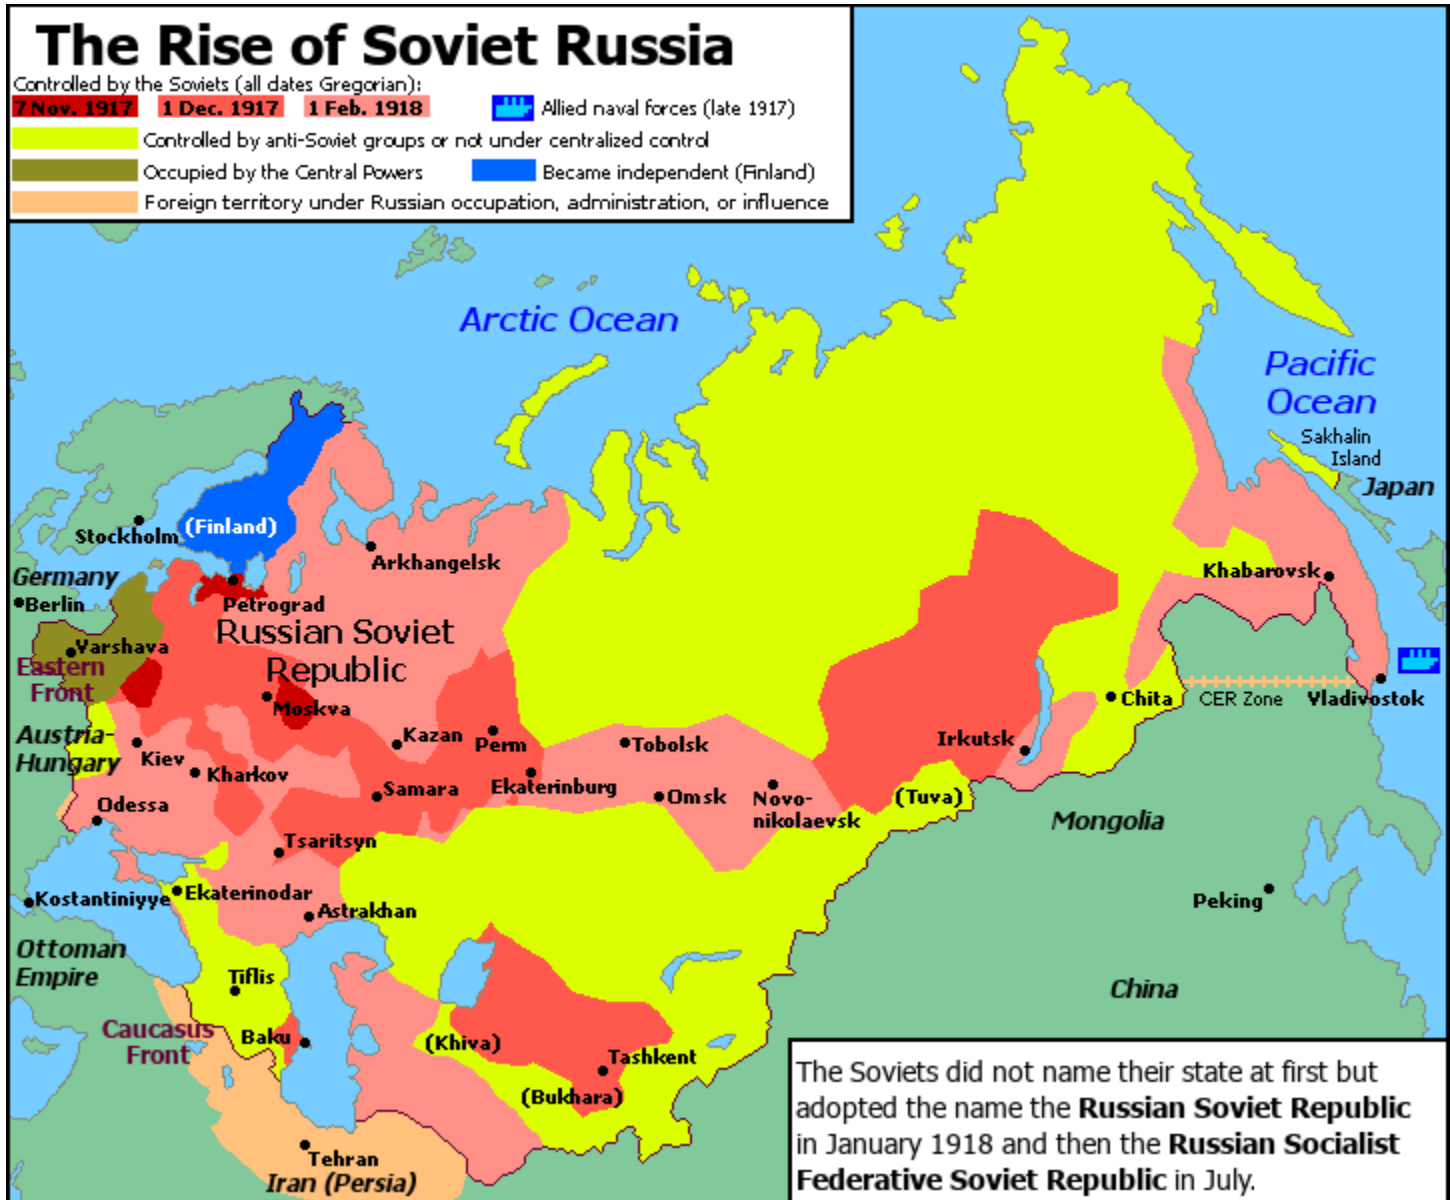 The Rise of Soviet Russia
Controlled by the Soviets (all dates Gregorian):
7 Nov. 1917 1 Dec. 1917 1 Feb. 1918 Allied naval forces (late 1917)
Controlled by anti-Soviet groups or not under centralized control
Occupied by the Central Powers Became independent (Finland)
Foreign territory under Russian occupation, administration, or influence
Arctic Ocean
Pacific
Ocean
Sakhalin
Island
Japan
(Finland)
Stockholm
Arkhangelsk
Germany
Berlin
Petrograd
Khabarovsk
Russian Soviet
Republic
Varshava
Eastern
Front
Moskva
Chita
CER Zone
Vladivostok
Austria-
Hungary
Kiev
Kharkov
Kazan
Perm
Tobolsk
Irkutsk
Samara
Ekaterinburg
Omsk
Novo-
nikolaevsk
(Tuva)
Odessa
Mongolia
Tsaritsyn
Kostantiniyye
Ekaterinodar
Astrakhan
Peking
Ottoman
Empire
Tiflis
China
Caucasus
Front
Baku
(Khiva)
Tashkent
(Bukhara)
Tehran
Iran (Persia)
The Soviets did not name their state at first but
adopted the name the Russian Soviet Republic
in January 1918 and then the Russian Socialist
Federative Soviet Republic in July.